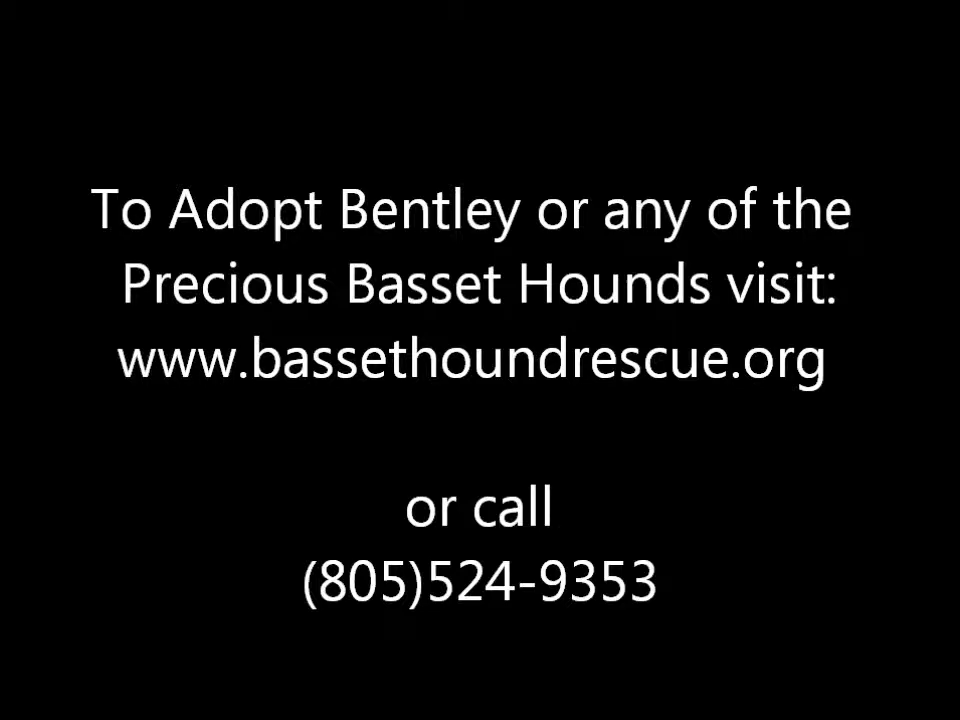 To Adopt Bentley or any of the
Precious Basset Hounds visit:
www.bassethoundrescue.org
or call
(805)524-9353